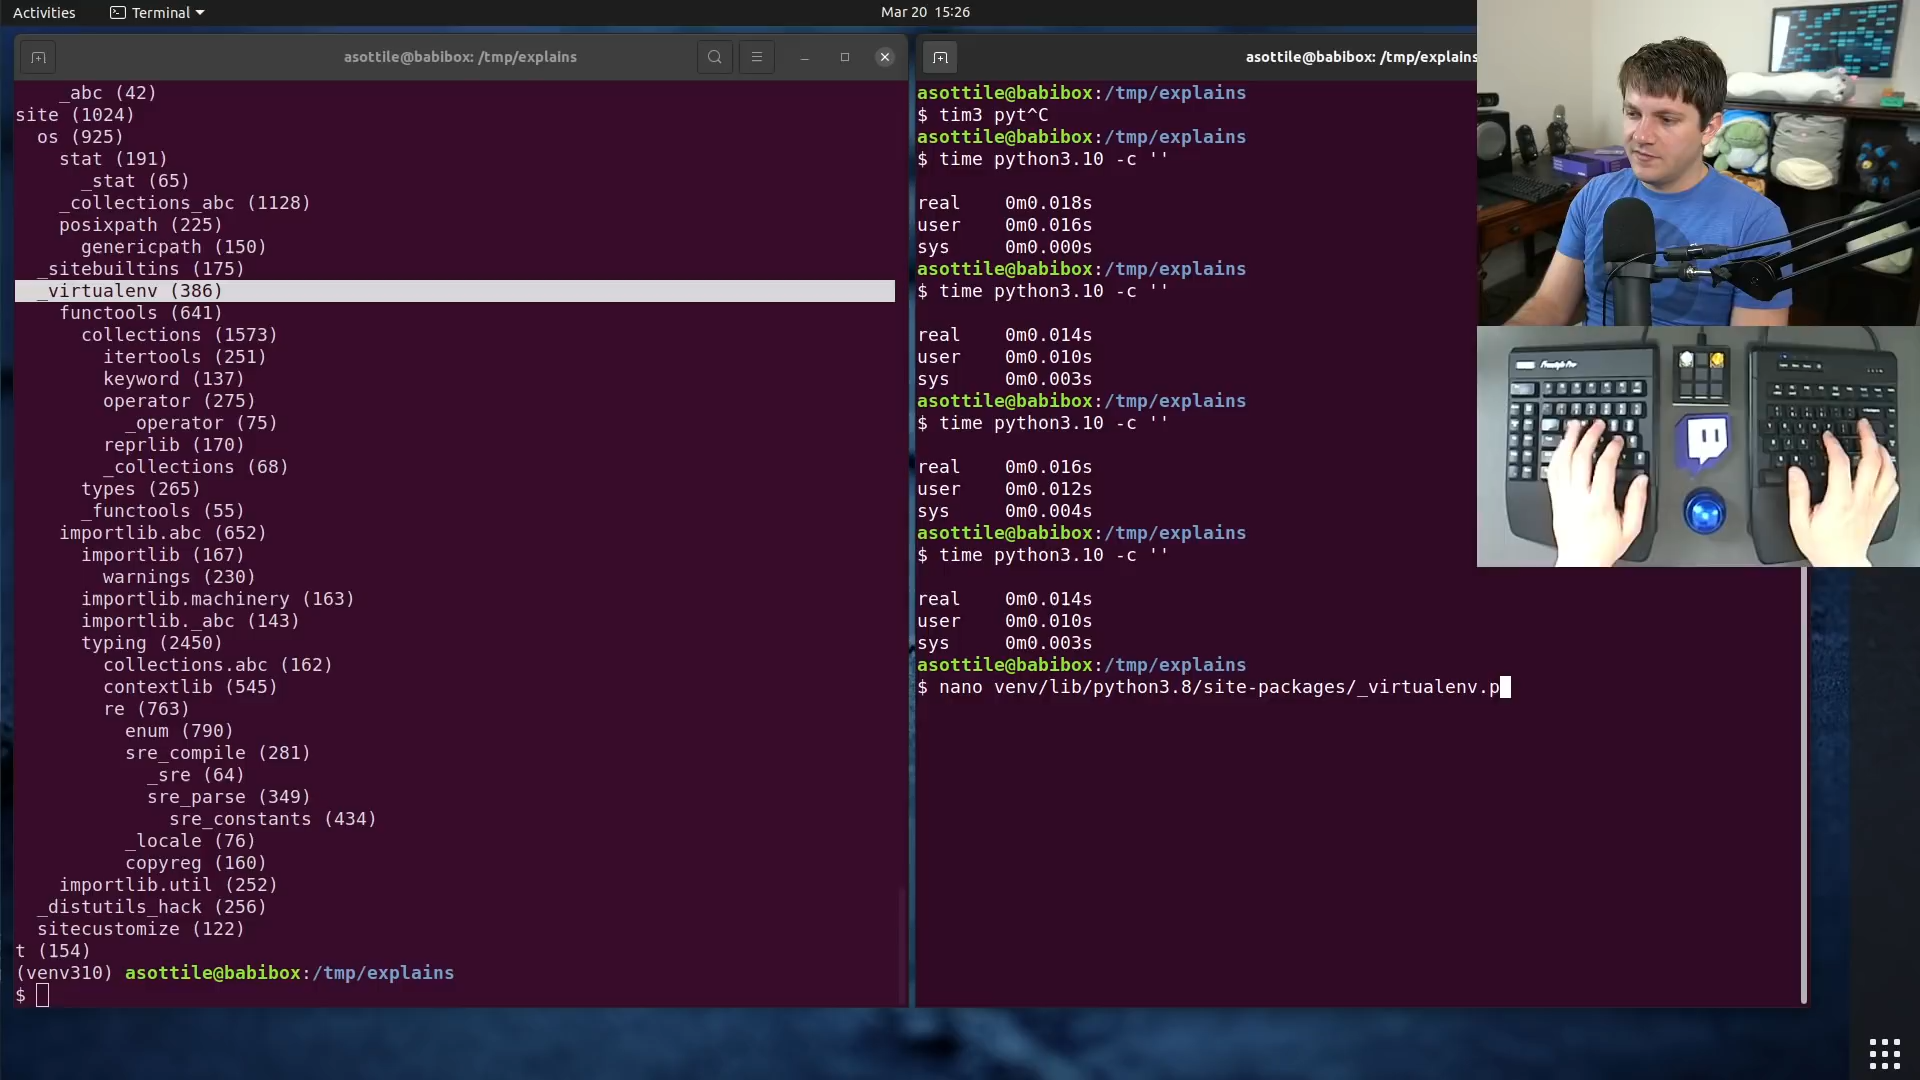 Activities
Terminal
Mar 20 15:26
asottile@babibox: /tmp/explains
_abc (42)
site (1024)
os (925)
stat (191)
_stat (65)
_collections_abc (1128)
posixpath (225)
genericpath (150)
_sitebuiltins (175)
_virtualenv (386)
functools (641)
collections (1573)
itertools (251)
keyword (137)
operator (275)
_operator (75)
reprlib (170)
_collections (68)
types (265)
_functools (55)
importlib.abc (652)
importlib (167)
warnings (230)
importlib.machinery (163)
importlib._abc (143)
typing (2450)
collections.abc (162)
contextlib (545)
re (763)
enum (790)
sre_compile (281)
_sre (64)
sre_parse (349)
sre_constants (434)
_locale (76)
copyreg (160)
importlib.util (252)
_distutils_hack (256)
sitecustomize (122)
t (154)
(venv310) asottile@babibox:/tmp/explains
$
asottile@babibox: /tmp/explains
asottile@babibox:/tmp/explains
$ tim3 pyt^C
asottile@babibox:/tmp/explains
$ time python3.10 -c ''
real 0m0.018s
user 0m0.016s
sys 0m0.000s
asottile@babibox:/tmp/explains
$ time python3.10 -c ''
real 0m0.014s
user 0m0.010s
sys 0m0.003s
asottile@babibox:/tmp/explains
$ time python3.10 -c ''
real 0m0.016s
user 0m0.012s
sys 0m0.004s
asottile@babibox:/tmp/explains
$ time python3.10 -c ''
real 0m0.014s
user 0m0.010s
sys 0m0.003s
asottile@babibox:/tmp/explains
$ nano venv/lib/python3.8/site-packages/_virtualenv.p
Freestyle Pro